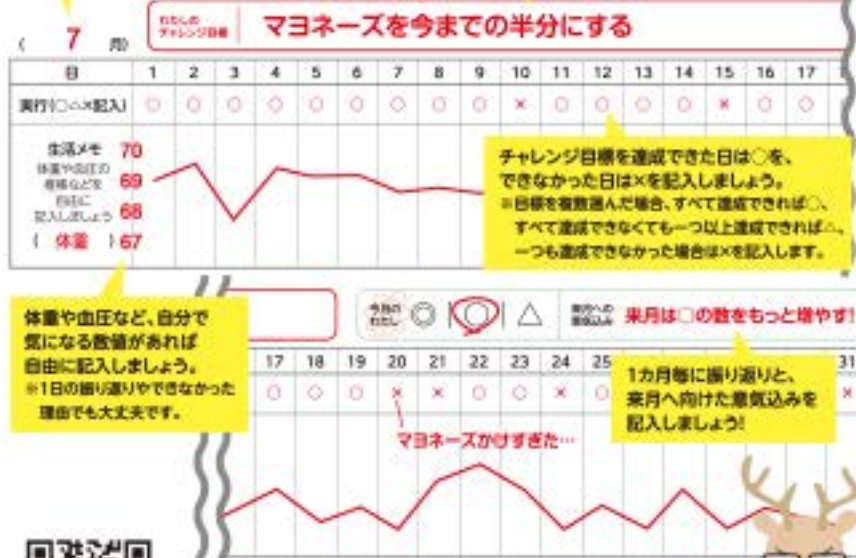 わたしの
チャレンジ目標
マヨネーズを今までの半分にする
( 7 月)
日 1 2 3 4 5 6 7 8 9 10 11 12 13 14 15 16 17
実行(○△×記入) ○ ○ ○ ○ ○ ○ ○ ○ ○ × ○ ○ ○ ○ × ○ ○
生活メモ
体重や血圧の
数値などを
自由に
記入しましょう
( 体重 )
70
69
68
67
チャレンジ目標を達成できた日は○を、
できなかった日は×を記入しましょう。
※目標を複数選んだ場合、すべて達成できれば○、
すべて達成できなくても一つ以上達成できれば△、
一つも達成できなかった場合は×を記入します。
体重や血圧など、自分で
気になる数値があれば
自由に記入しましょう。
※1日の振り返りやできなかった
理由でも大丈夫です。
今月の
わたし
◎ | ○ | △
来月への
意気込み
来月は○の数をもっと増やす!
17 18 19 20 21 22 23 24 25 31
○ ○ ○ × × ○ ○ × ○ ×
マヨネーズかけすぎた…
1カ月毎に振り返りと、
来月へ向けた意気込みを
記入しましょう!